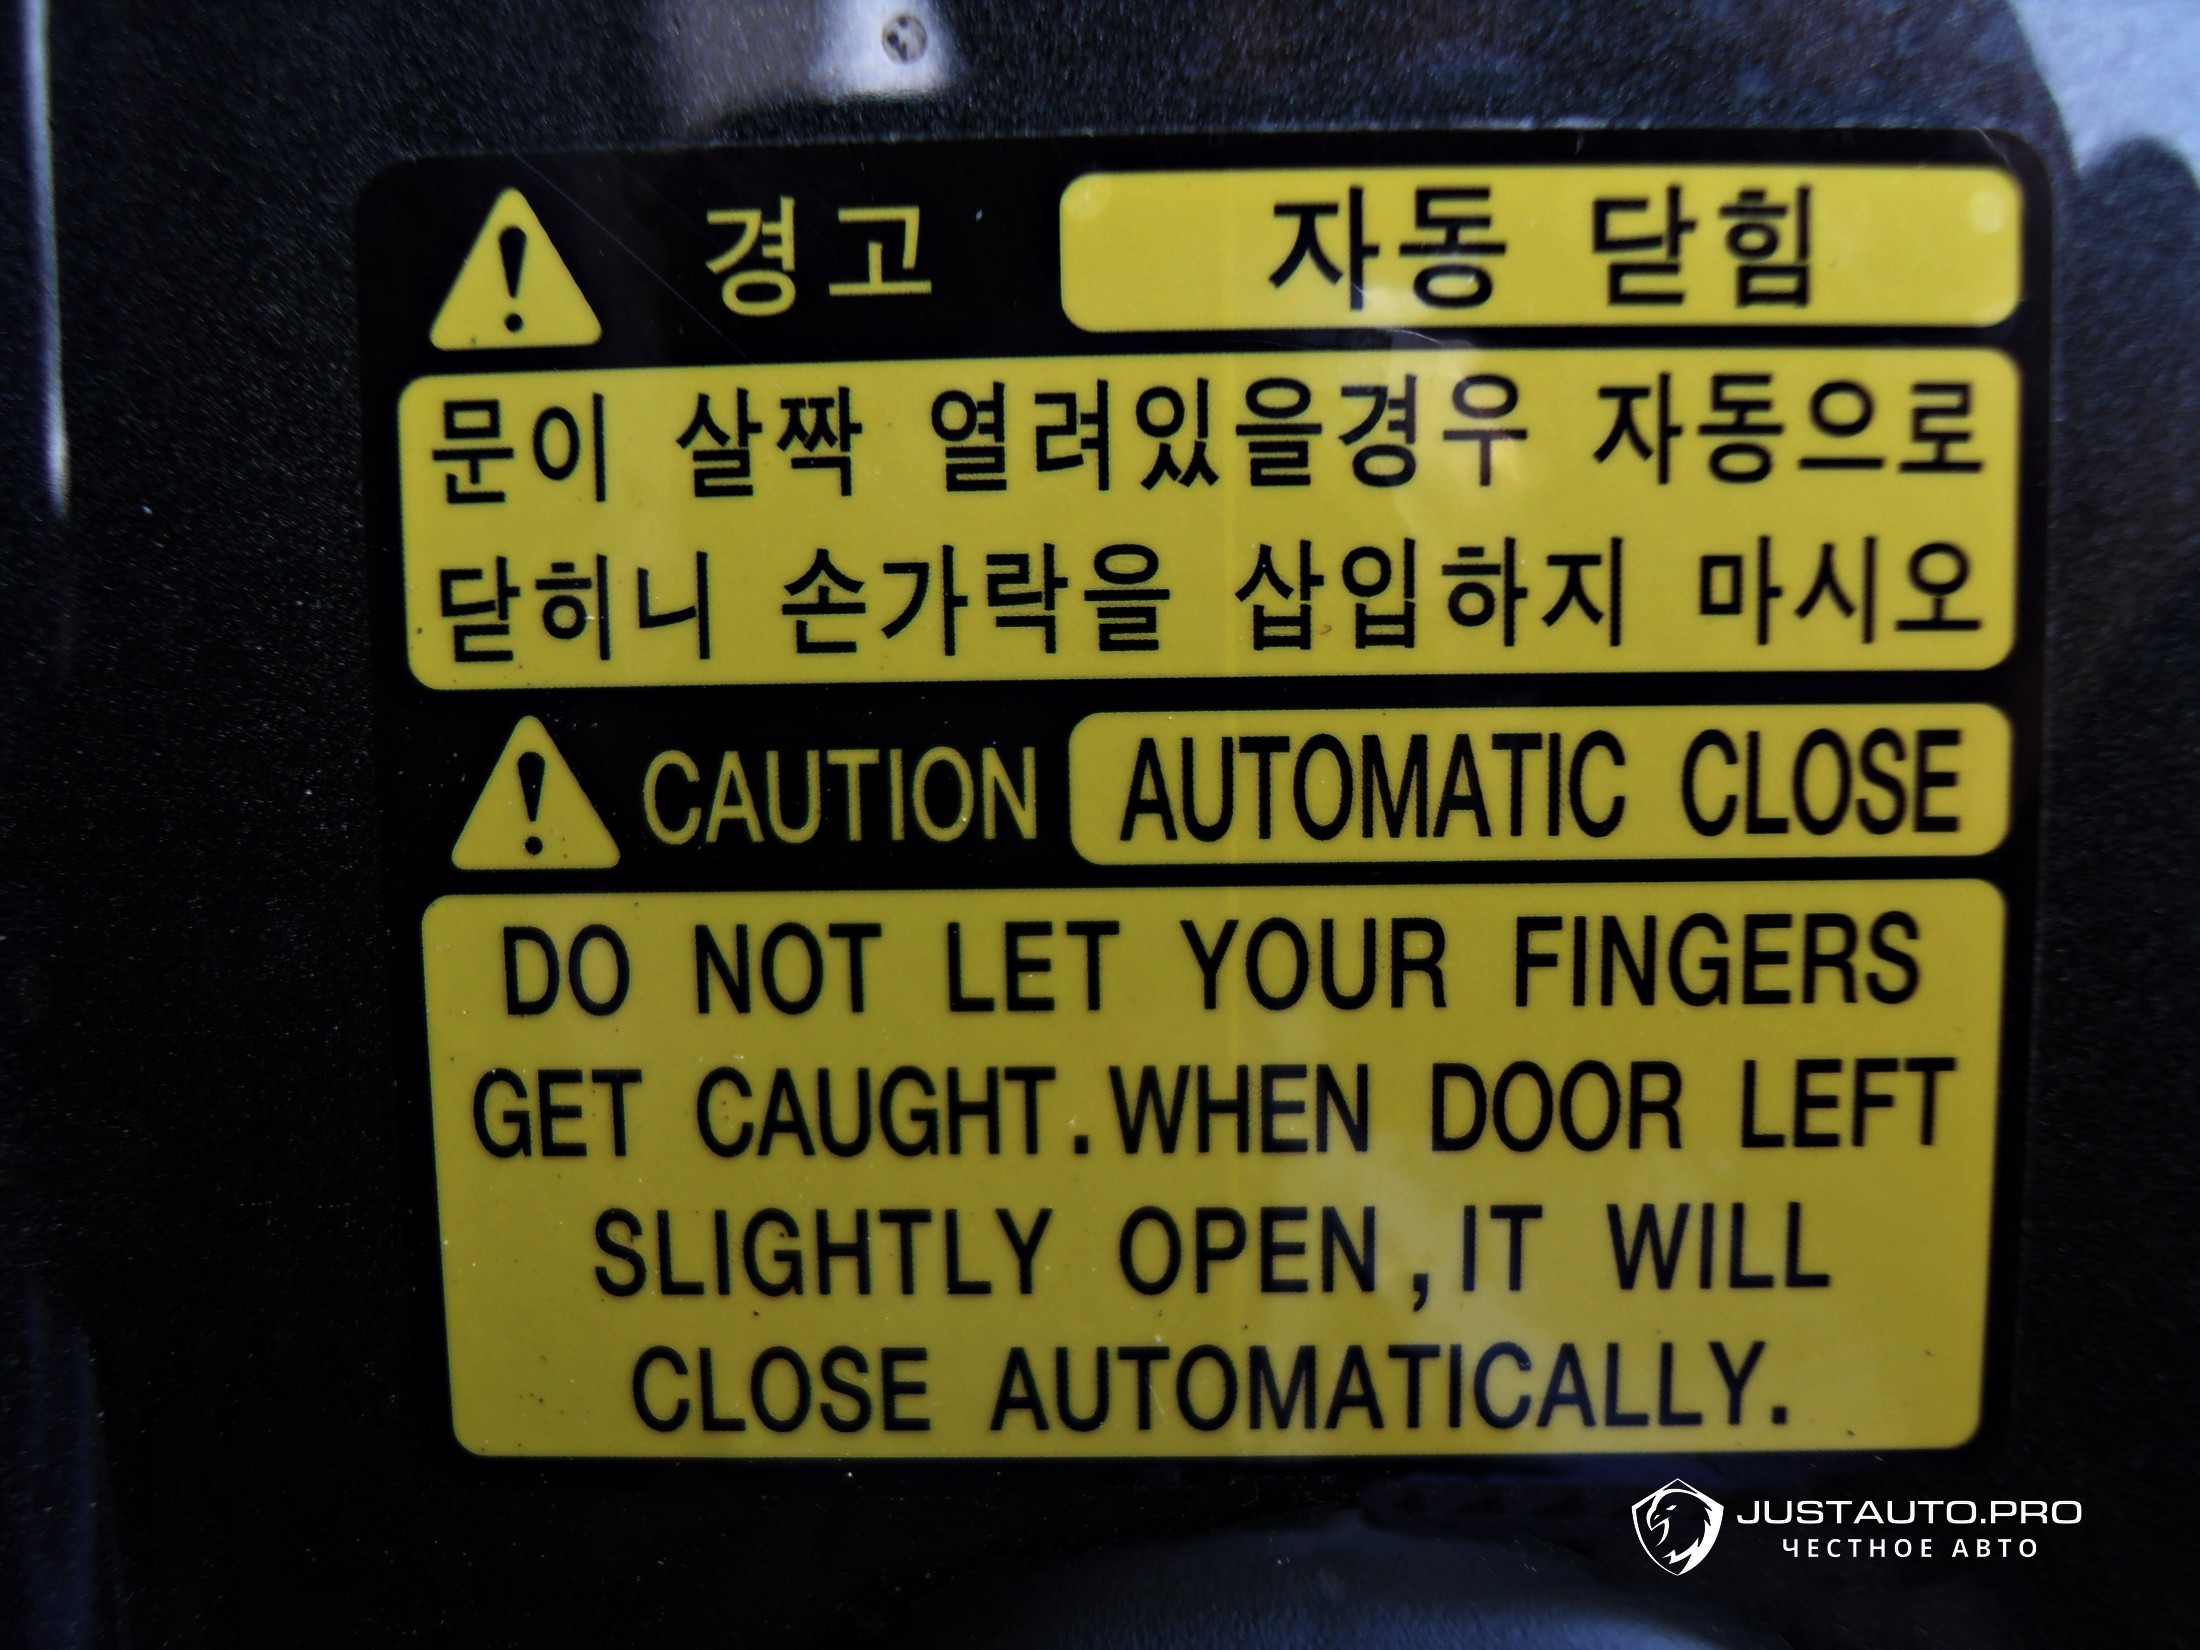 경고 자동 닫힘
문이 살짝 열려있을경우 자동으로
닫히니 손가락을 삽입하지 마시오
CAUTION AUTOMATIC CLOSE
DO NOT LET YOUR FINGERS
GET CAUGHT.WHEN DOOR LEFT
SLIGHTLY OPEN,IT WILL
CLOSE AUTOMATICALLY.
JUSTAUTO.PRO
ЧЕСТНОЕ АВТО